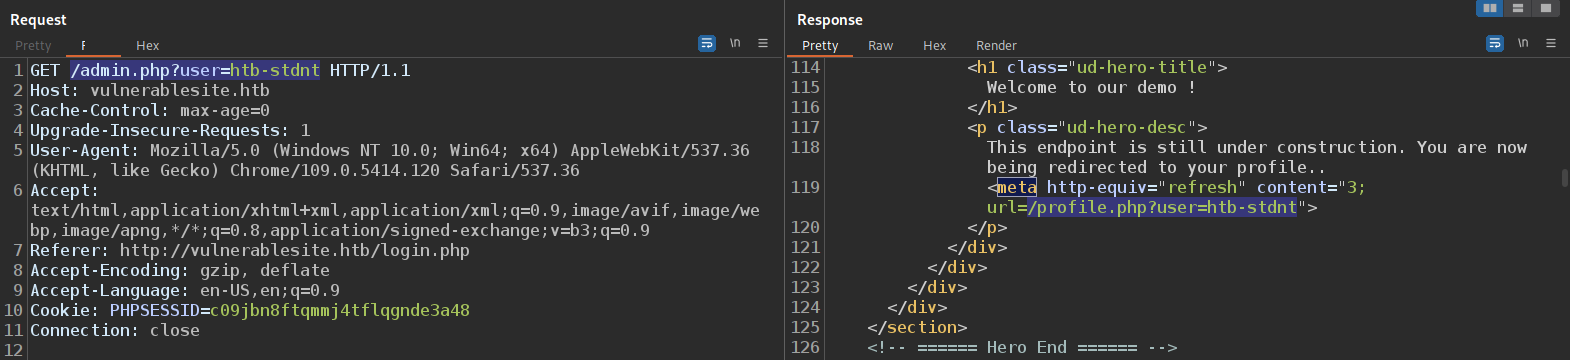 Request
Pretty F Hex \n
1 GET /admin.php?user=htb-stdnt HTTP/1.1
2 Host: vulnerablesite.htb
3 Cache-Control: max-age=0
4 Upgrade-Insecure-Requests: 1
5 User-Agent: Mozilla/5.0 (Windows NT 10.0; Win64; x64) AppleWebKit/537.36
(KHTML, like Gecko) Chrome/109.0.5414.120 Safari/537.36
6 Accept:
text/html,application/xhtml+xml,application/xml;q=0.9,image/avif,image/we
bp,image/apng,*/*;q=0.8,application/signed-exchange;v=b3;q=0.9
7 Referer: http://vulnerablesite.htb/login.php
8 Accept-Encoding: gzip, deflate
9 Accept-Language: en-US,en;q=0.9
10 Cookie: PHPSESSID=c09jbn8ftqmmj4tflqgnde3a48
11 Connection: close
12
Response
Pretty Raw Hex Render \n
114 <h1 class="ud-hero-title">
115 Welcome to our demo !
116 </h1>
117 <p class="ud-hero-desc">
118 This endpoint is still under construction. You are now
being redirected to your profile..
119 <meta http-equiv="refresh" content="3;
url=/profile.php?user=htb-stdnt">
120 </p>
121 </div>
122 </div>
123 </div>
124 </div>
125 </section>
126 <!-- ====== Hero End ====== -->